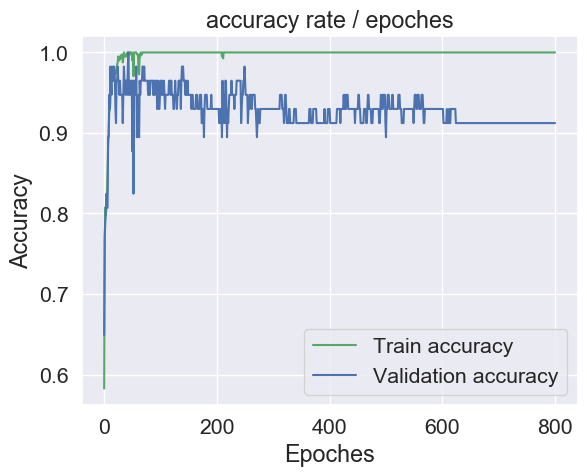 accuracy rate / epoches
1.0
0.9
0.8
0.7
0.6
Accuracy
0
200
400
600
800
Epoches
Train accuracy
Validation accuracy